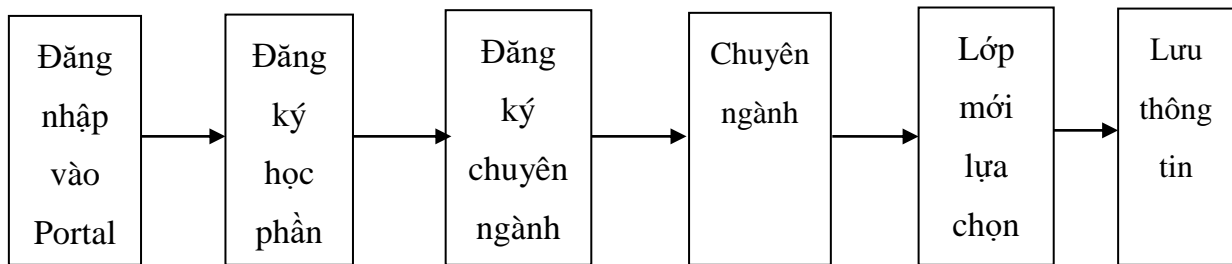 Đăng
nhập
vào
Portal
Đăng
ký
học
phần
Đăng
ký
chuyên
ngành
Chuyên
ngành
Lớp
mới
lựa
chọn
Lưu
thông
tin